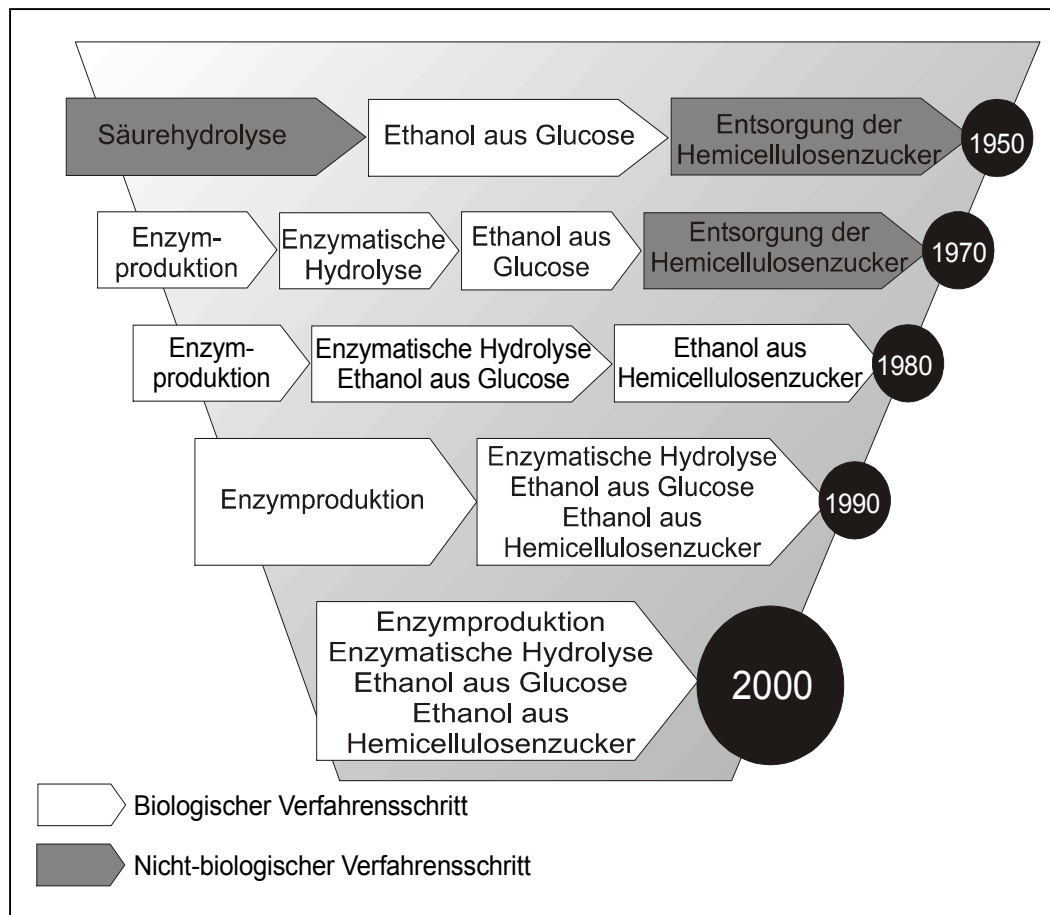 Säurehydrolyse
Ethanol aus Glucose
Entsorgung der
Hemicellulosenzucker
1950
Enzym-
produktion
Enzymatische
Hydrolyse
Ethanol aus
Glucose
Entsorgung der
Hemicellulosenzucker
1970
Enzym-
produktion
Enzymatische Hydrolyse
Ethanol aus Glucose
Ethanol aus
Hemicellulosenzucker
1980
Enzymproduktion
Enzymatische Hydrolyse
Ethanol aus Glucose
Ethanol aus
Hemicellulosenzucker
1990
Enzymproduktion
Enzymatische Hydrolyse
Ethanol aus Glucose
Ethanol aus
Hemicellulosenzucker
2000
Biologischer Verfahrensschritt
Nicht-biologischer Verfahrensschritt